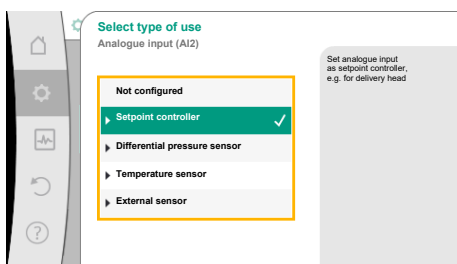 Select type of use
Analogue input (AI2)
Set analogue input
as setpoint controller,
e.g. for delivery head
Not configured
Setpoint controller
Differential pressure sensor
Temperature sensor
External sensor
?